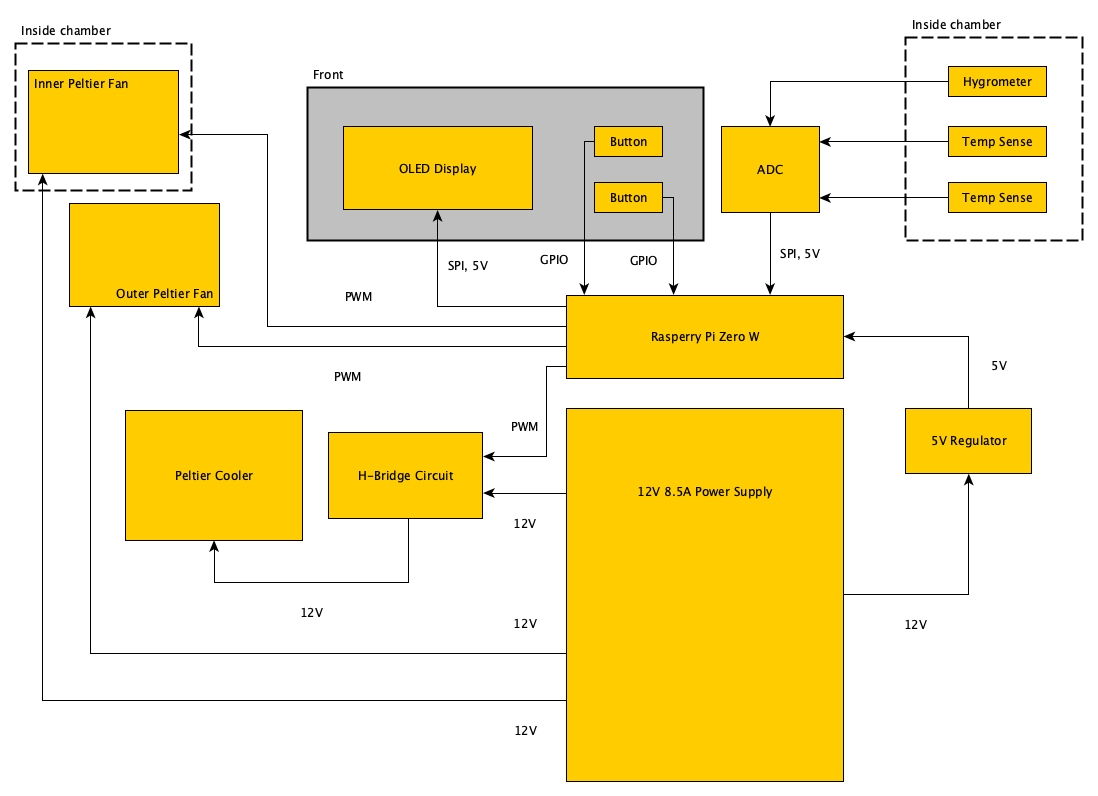 Inside chamber
Inner Peltier Fan
Outer Peltier Fan
Front
OLED Display
Button
Button
Inside chamber
Hygrometer
Temp Sense
Temp Sense
ADC
SPI, 5V
GPIO
GPIO
SPI, 5V
PWM
Rasperry Pi Zero W
PWM
5V
PWM
Peltier Cooler
H-Bridge Circuit
5V Regulator
12V 8.5A Power Supply
12V
12V
12V
12V
12V